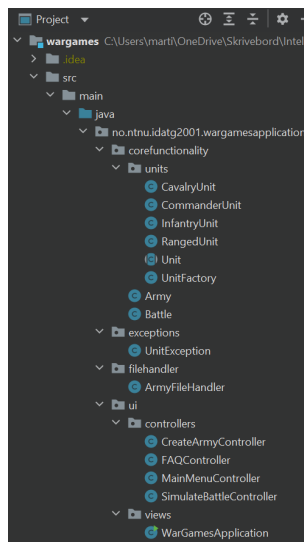 Project
wargames C:\Users\marti\OneDrive\Skrivebord\Intel
.idea
src
main
java
no.ntnu.idatg2001.wargamesapplication
corefunctionality
units
CavalryUnit
CommanderUnit
InfantryUnit
RangedUnit
Unit
UnitFactory
Army
Battle
exceptions
UnitException
filehandler
ArmyFileHandler
ui
controllers
CreateArmyController
FAQController
MainMenuController
SimulateBattleController
views
WarGamesApplication